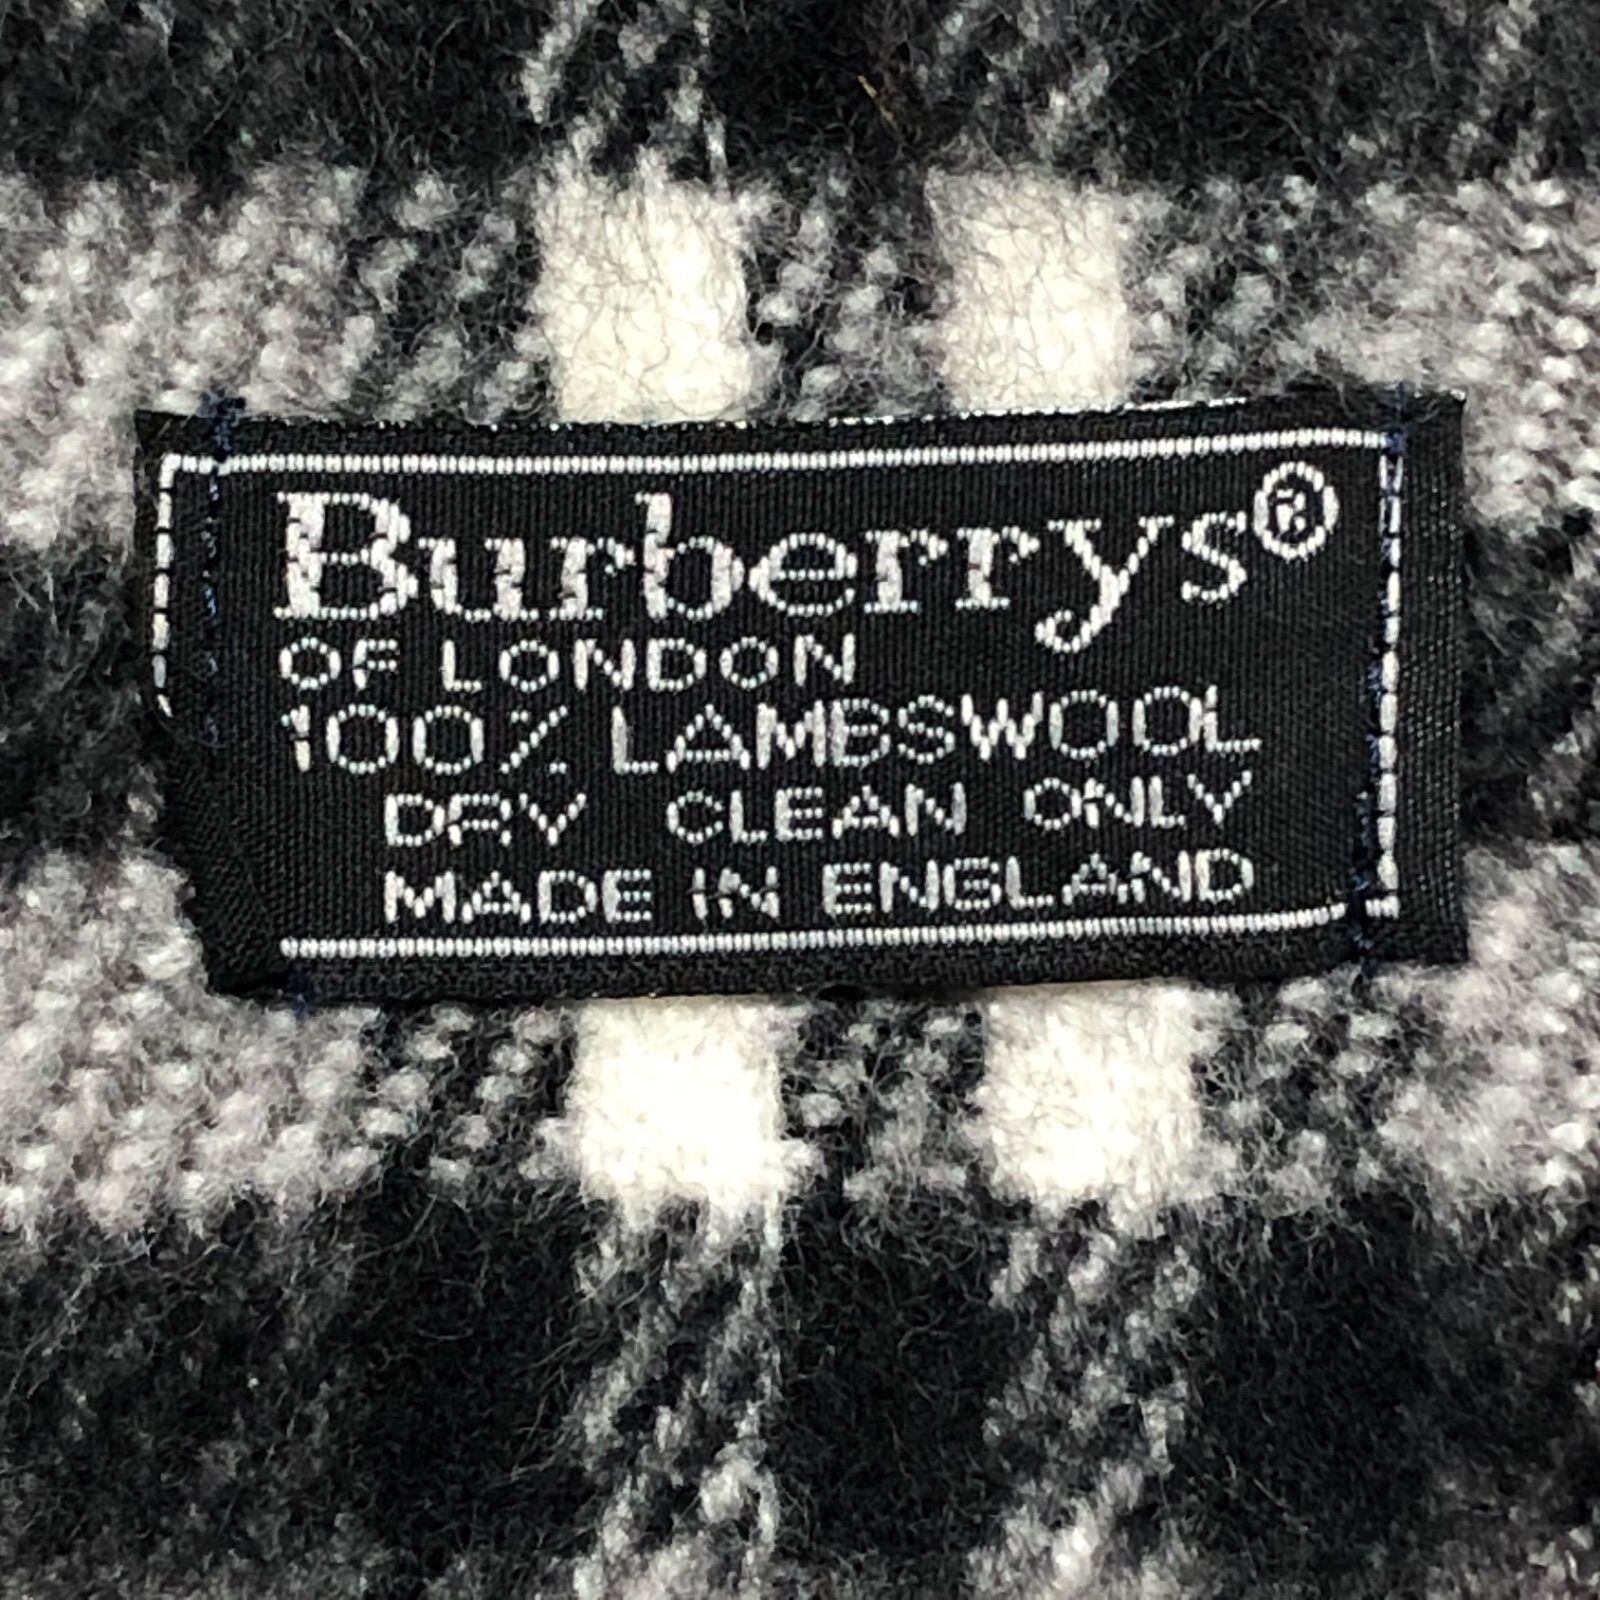 Burberrys®
OF LONDON
100% LAMBSWOOL
DRY CLEAN ONLY
MADE IN ENGLAND